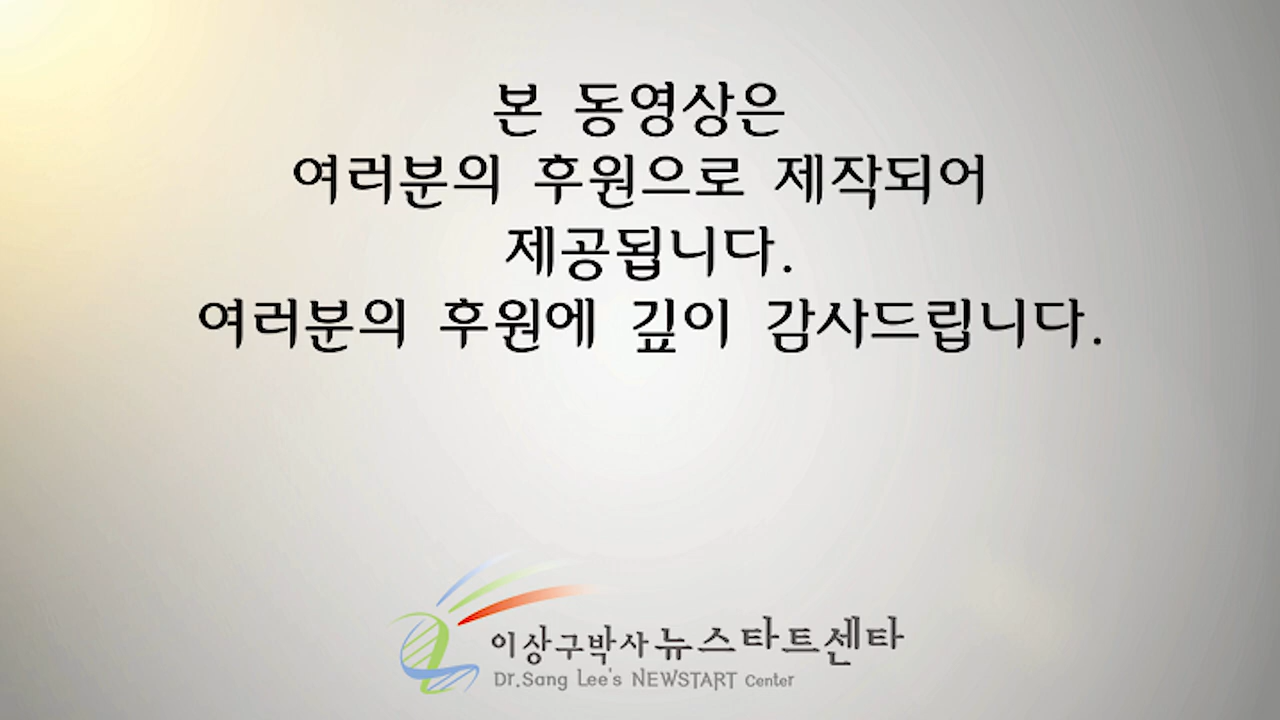 본 동영상은
여러분의 후원으로 제작되어
제공됩니다.
여러분의 후원에 깊이 감사드립니다.
이상구박사 뉴스타트센타
Dr.Sang Lee's NEWSTART Center